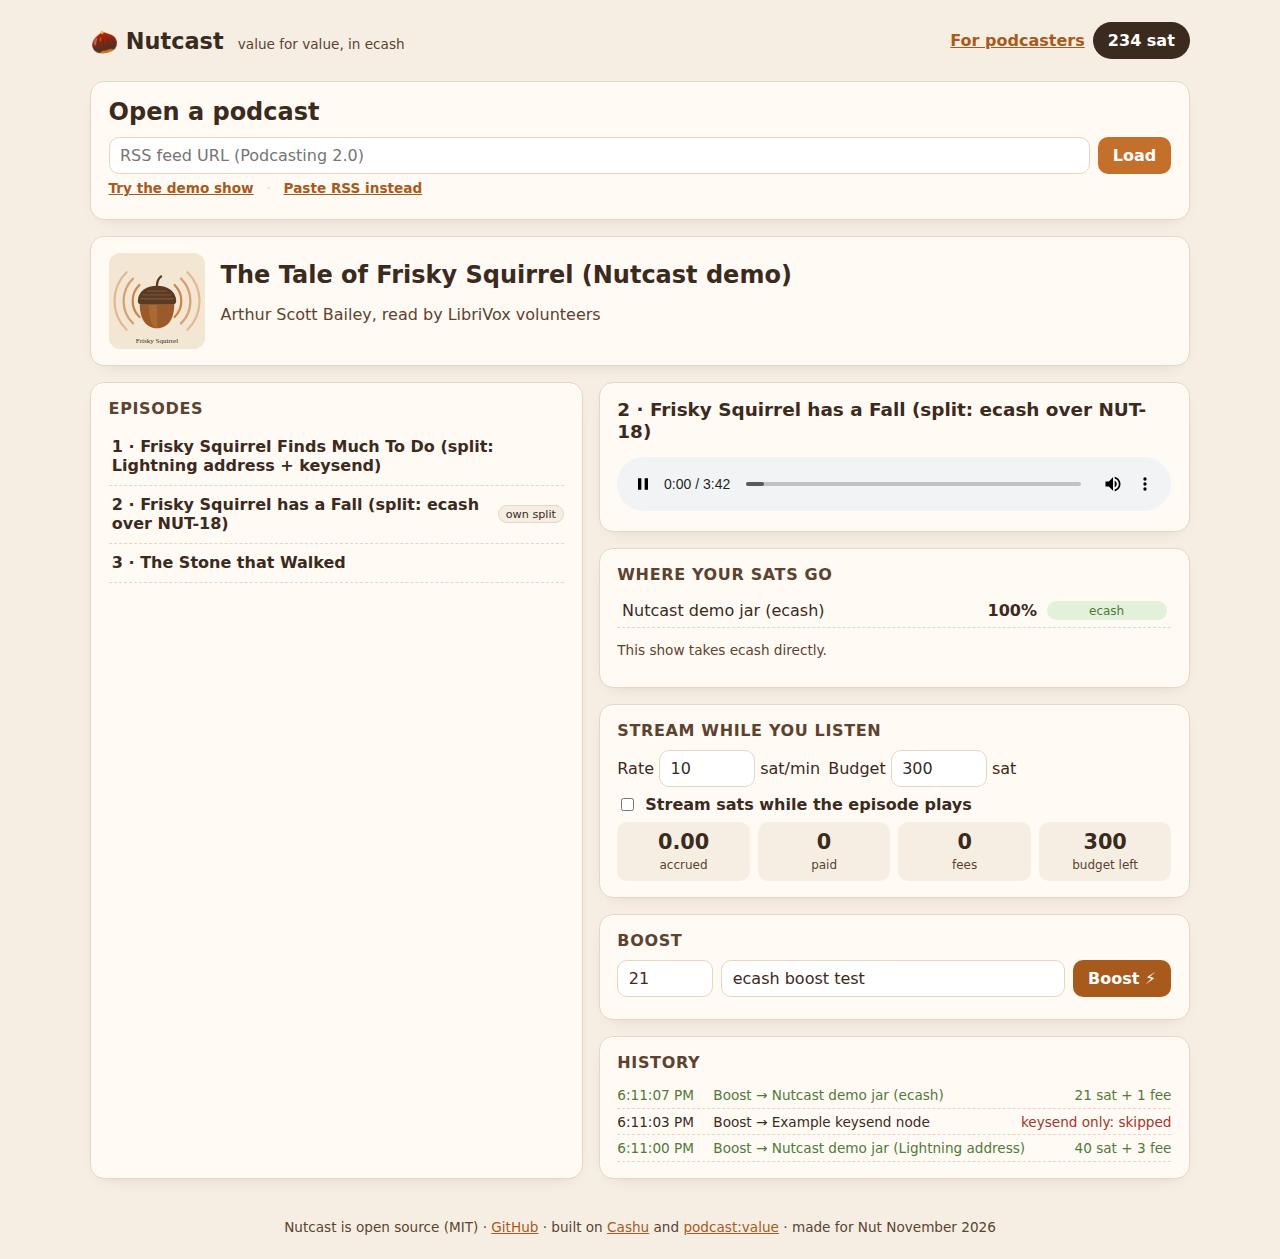 🌰 Nutcast value for value, in ecash
For podcasters 234 sat
Open a podcast
RSS feed URL (Podcasting 2.0)
Load
Try the demo show · Paste RSS instead
Frisky Squirrel
The Tale of Frisky Squirrel (Nutcast demo)
Arthur Scott Bailey, read by LibriVox volunteers
EPISODES
1 · Frisky Squirrel Finds Much To Do (split:
Lightning address + keysend)
2 · Frisky Squirrel has a Fall (split: ecash
over NUT-18)
own split
3 · The Stone that Walked
2 · Frisky Squirrel has a Fall (split: ecash over NUT-
18)
0:00 / 3:42
WHERE YOUR SATS GO
Nutcast demo jar (ecash) 100% ecash
This show takes ecash directly.
STREAM WHILE YOU LISTEN
Rate 10 sat/min Budget 300 sat
Stream sats while the episode plays
0.00 0 0 300
accrued paid fees budget left
BOOST
21 ecash boost test Boost ⚡
HISTORY
6:11:07 PM Boost → Nutcast demo jar (ecash) 21 sat + 1 fee
6:11:03 PM Boost → Example keysend node keysend only: skipped
6:11:00 PM Boost → Nutcast demo jar (Lightning address) 40 sat + 3 fee
Nutcast is open source (MIT) · GitHub · built on Cashu and podcast:value · made for Nut November 2026